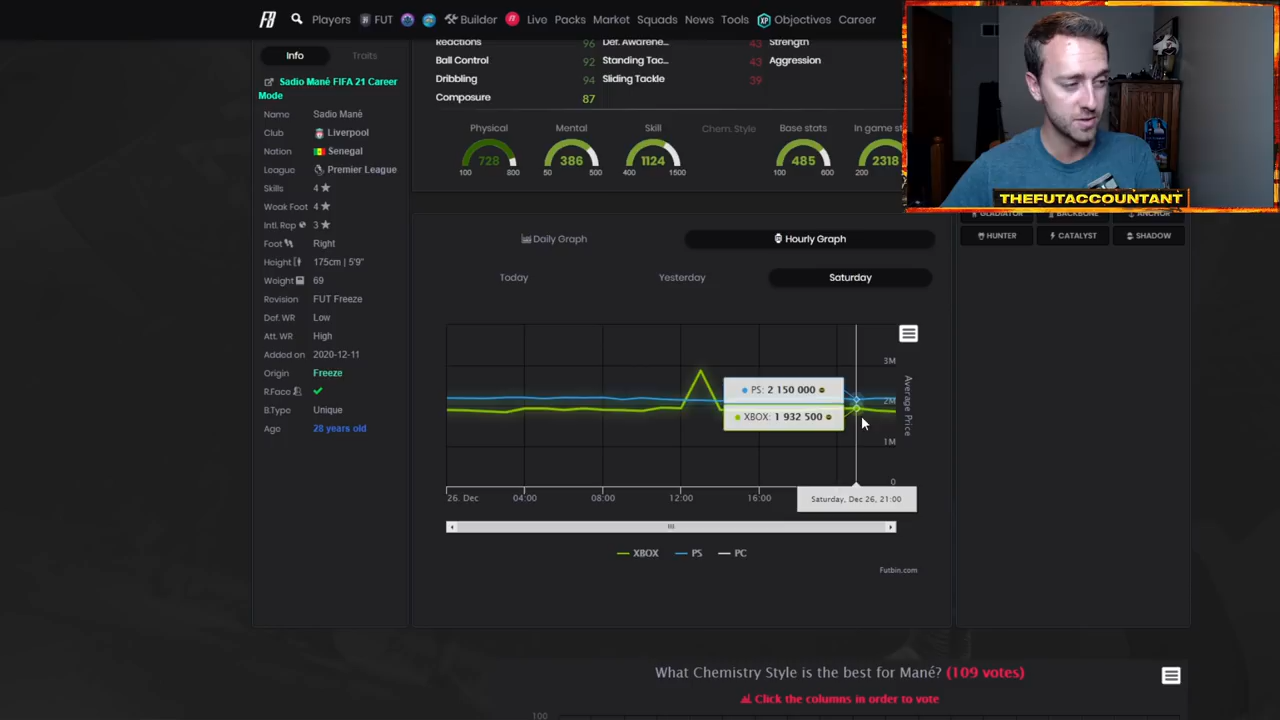 Players FUT Builder Live Packs Market Squads News Tools XP Objectives Career
Info Traits
Sadio Mané FIFA 21 Career
Mode
Name Sadio Mané
Club Liverpool
Nation Senegal
League Premier League
Skills 4
Weak Foot 4
Intl. Rep 3
Foot Right
Height 175cm | 5'9"
Weight 69
Revision FUT Freeze
Def. WR Low
Att. WR High
Added on 2020-12-11
Origin Freeze
R.Face
B.Type Unique
Age 28 years old
Reactions 96 Def. Awarene... 43 Strength
Ball Control 92 Standing Tac... 43 Aggression
Dribbling 94 Sliding Tackle 39
Composure 87
Physical Mental Skill Chem. Style Base stats In game st
728 386 1124 485 2318
100 800 50 500 400 1500 100 600 200
THEFUTACCOUNTANT
GLADIATOR BACKBONE ANCHOR
HUNTER CATALYST SHADOW
Daily Graph Hourly Graph
Today Yesterday Saturday
3M
2M
1M
0
Average Price
PS: 2 150 000
XBOX: 1 932 500
26. Dec 04:00 08:00 12:00 16:00
Saturday, Dec 26, 21:00
XBOX PS PC
Futbin.com
What Chemistry Style is the best for Mané? (109 votes)
Click the columns in order to vote
100